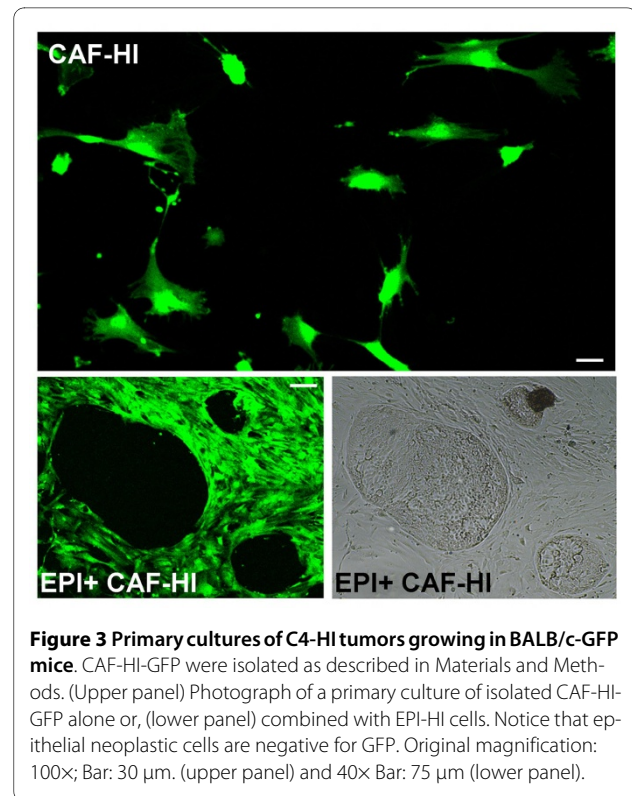 CAF-HI
EPI+ CAF-HI
EPI+ CAF-HI
Figure 3 Primary cultures of C4-HI tumors growing in BALB/c-GFP
mice. CAF-HI-GFP were isolated as described in Materials and Meth-
ods. (Upper panel) Photograph of a primary culture of isolated CAF-HI-
GFP alone or, (lower panel) combined with EPI-HI cells. Notice that ep-
ithelial neoplastic cells are negative for GFP. Original magnification:
100×; Bar: 30 μm. (upper panel) and 40× Bar: 75 μm (lower panel).